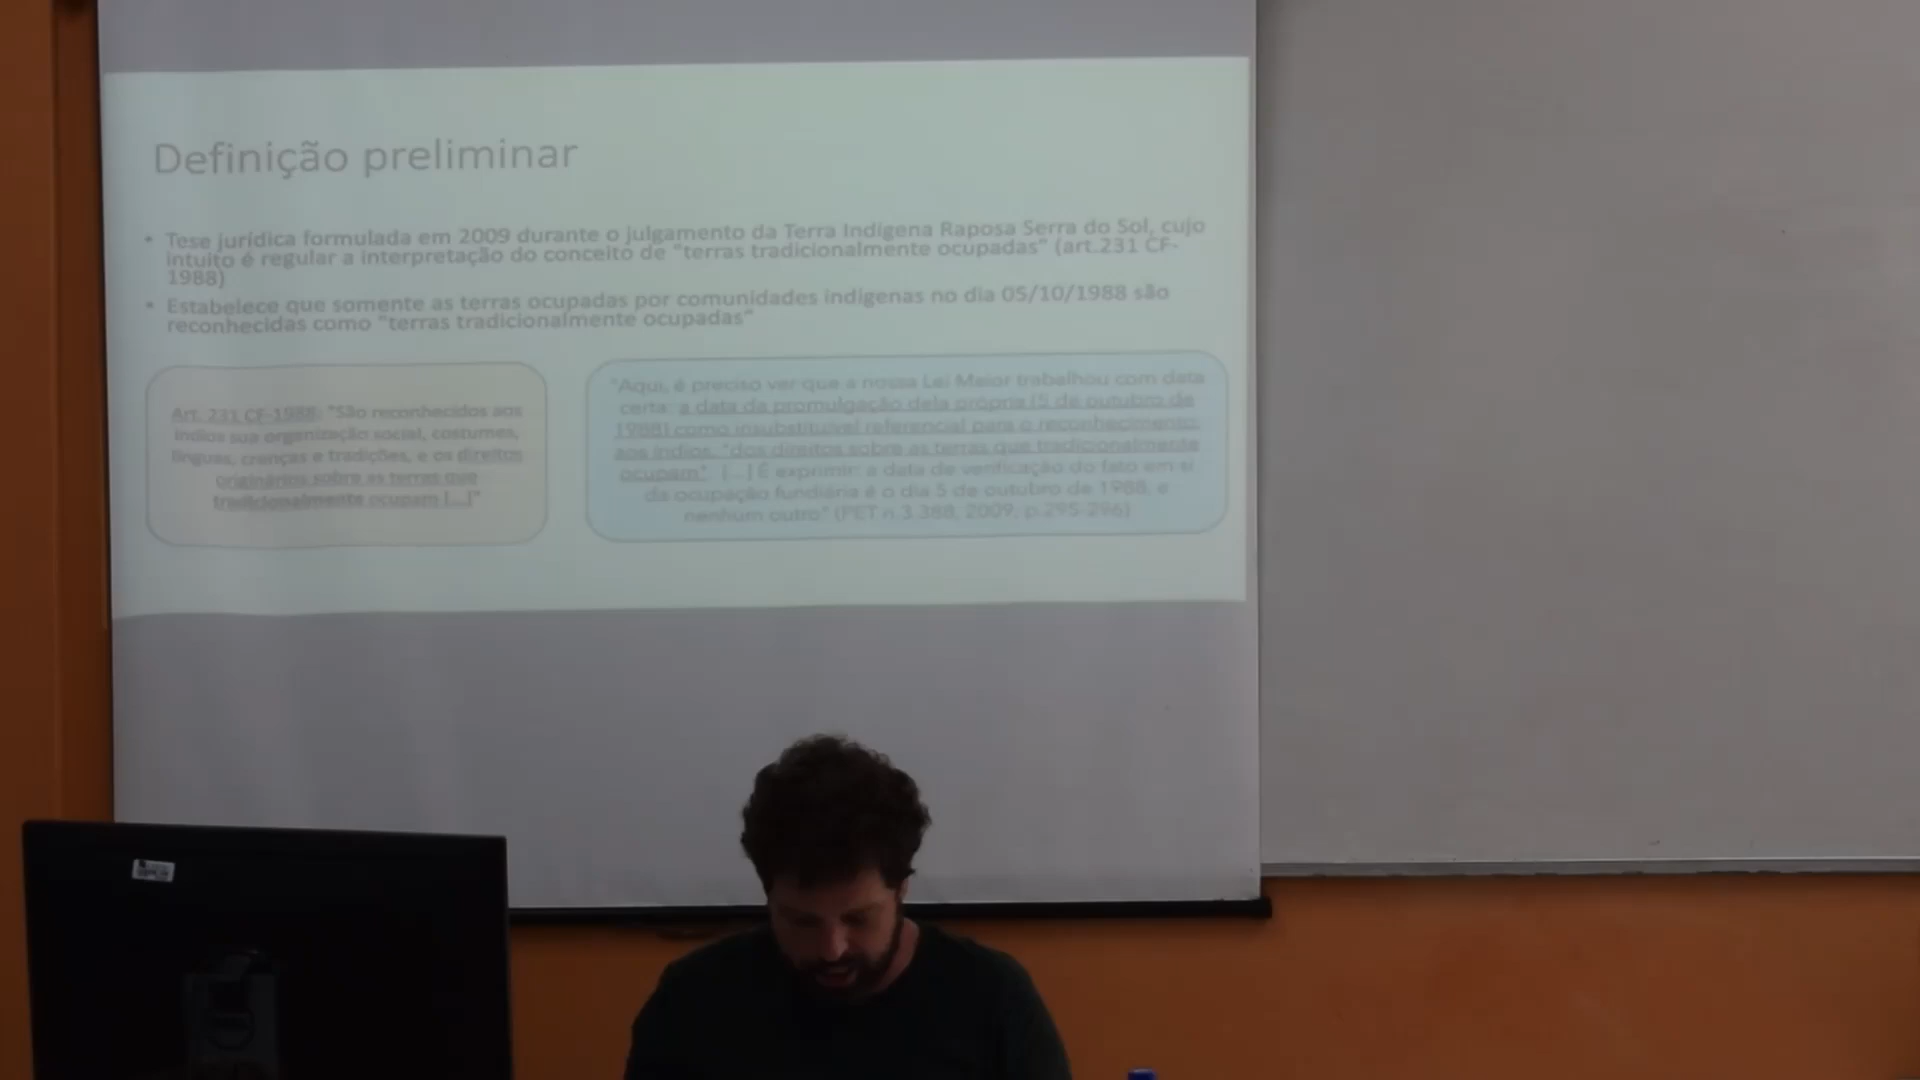 Definição preliminar
• Tese jurídica formulada em 2009 durante o julgamento da Terra Indígena Raposa Serra do Sol, cujo
intuito é regular a interpretação do conceito de "terras tradicionalmente ocupadas" (art.231 CF-
1988)
• Estabelece que somente as terras ocupadas por comunidades indígenas no dia 05/10/1988 são
reconhecidas como "terras tradicionalmente ocupadas"
Art. 231 CF-1988: "São reconhecidos aos
índios sua organização social, costumes,
línguas, crenças e tradições, e os direitos
originários sobre as terras que
tradicionalmente ocupam [...]"
"Aqui, é preciso ver que a nossa Lei Maior trabalhou com data
certa: a data da promulgação dela própria (5 de outubro de
1988) como insubstituível referencial para o reconhecimento,
aos índios, "dos direitos sobre as terras que tradicionalmente
ocupam". [...] É exprimir: a data de verificação do fato em si
da ocupação fundiária é o dia 5 de outubro de 1988, e
nenhum outro" (PET n.3.388, 2009, p.295-296)